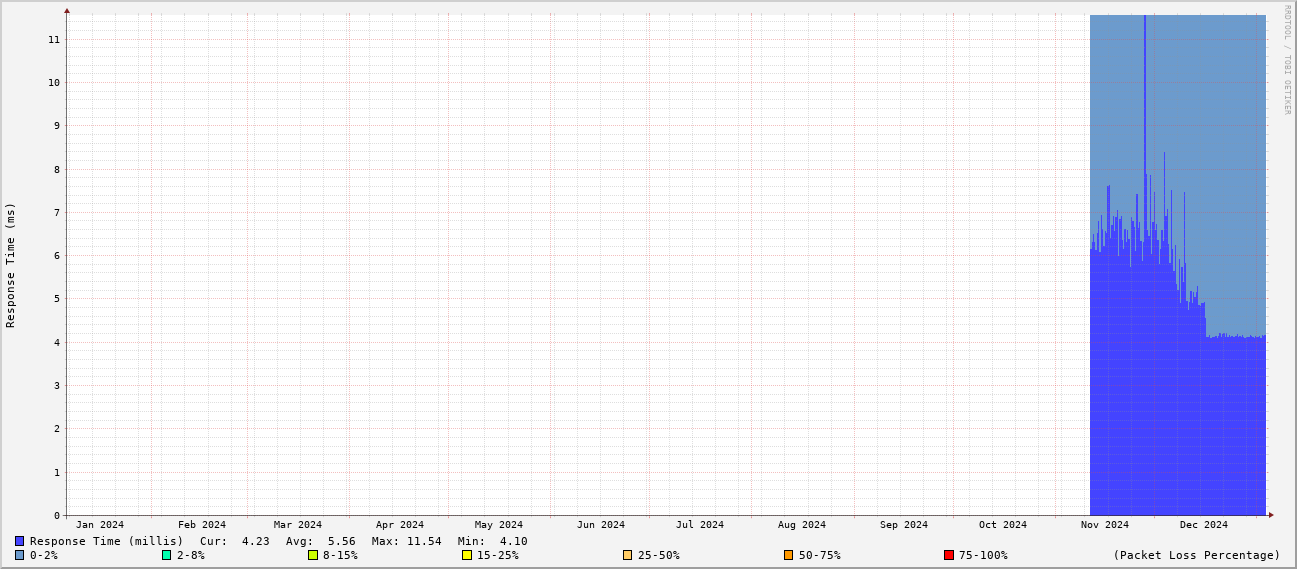 RRDTOOL / TOBI OETIKER
Response Time (ms)
11
10
9
8
7
6
5
4
3
2
1
0
Jan 2024 Feb 2024 Mar 2024 Apr 2024 May 2024 Jun 2024 Jul 2024 Aug 2024 Sep 2024 Oct 2024 Nov 2024 Dec 2024
Response Time (millis) Cur: 4.23 Avg: 5.56 Max: 11.54 Min: 4.10
0-2% 2-8% 8-15% 15-25% 25-50% 50-75% 75-100% (Packet Loss Percentage)